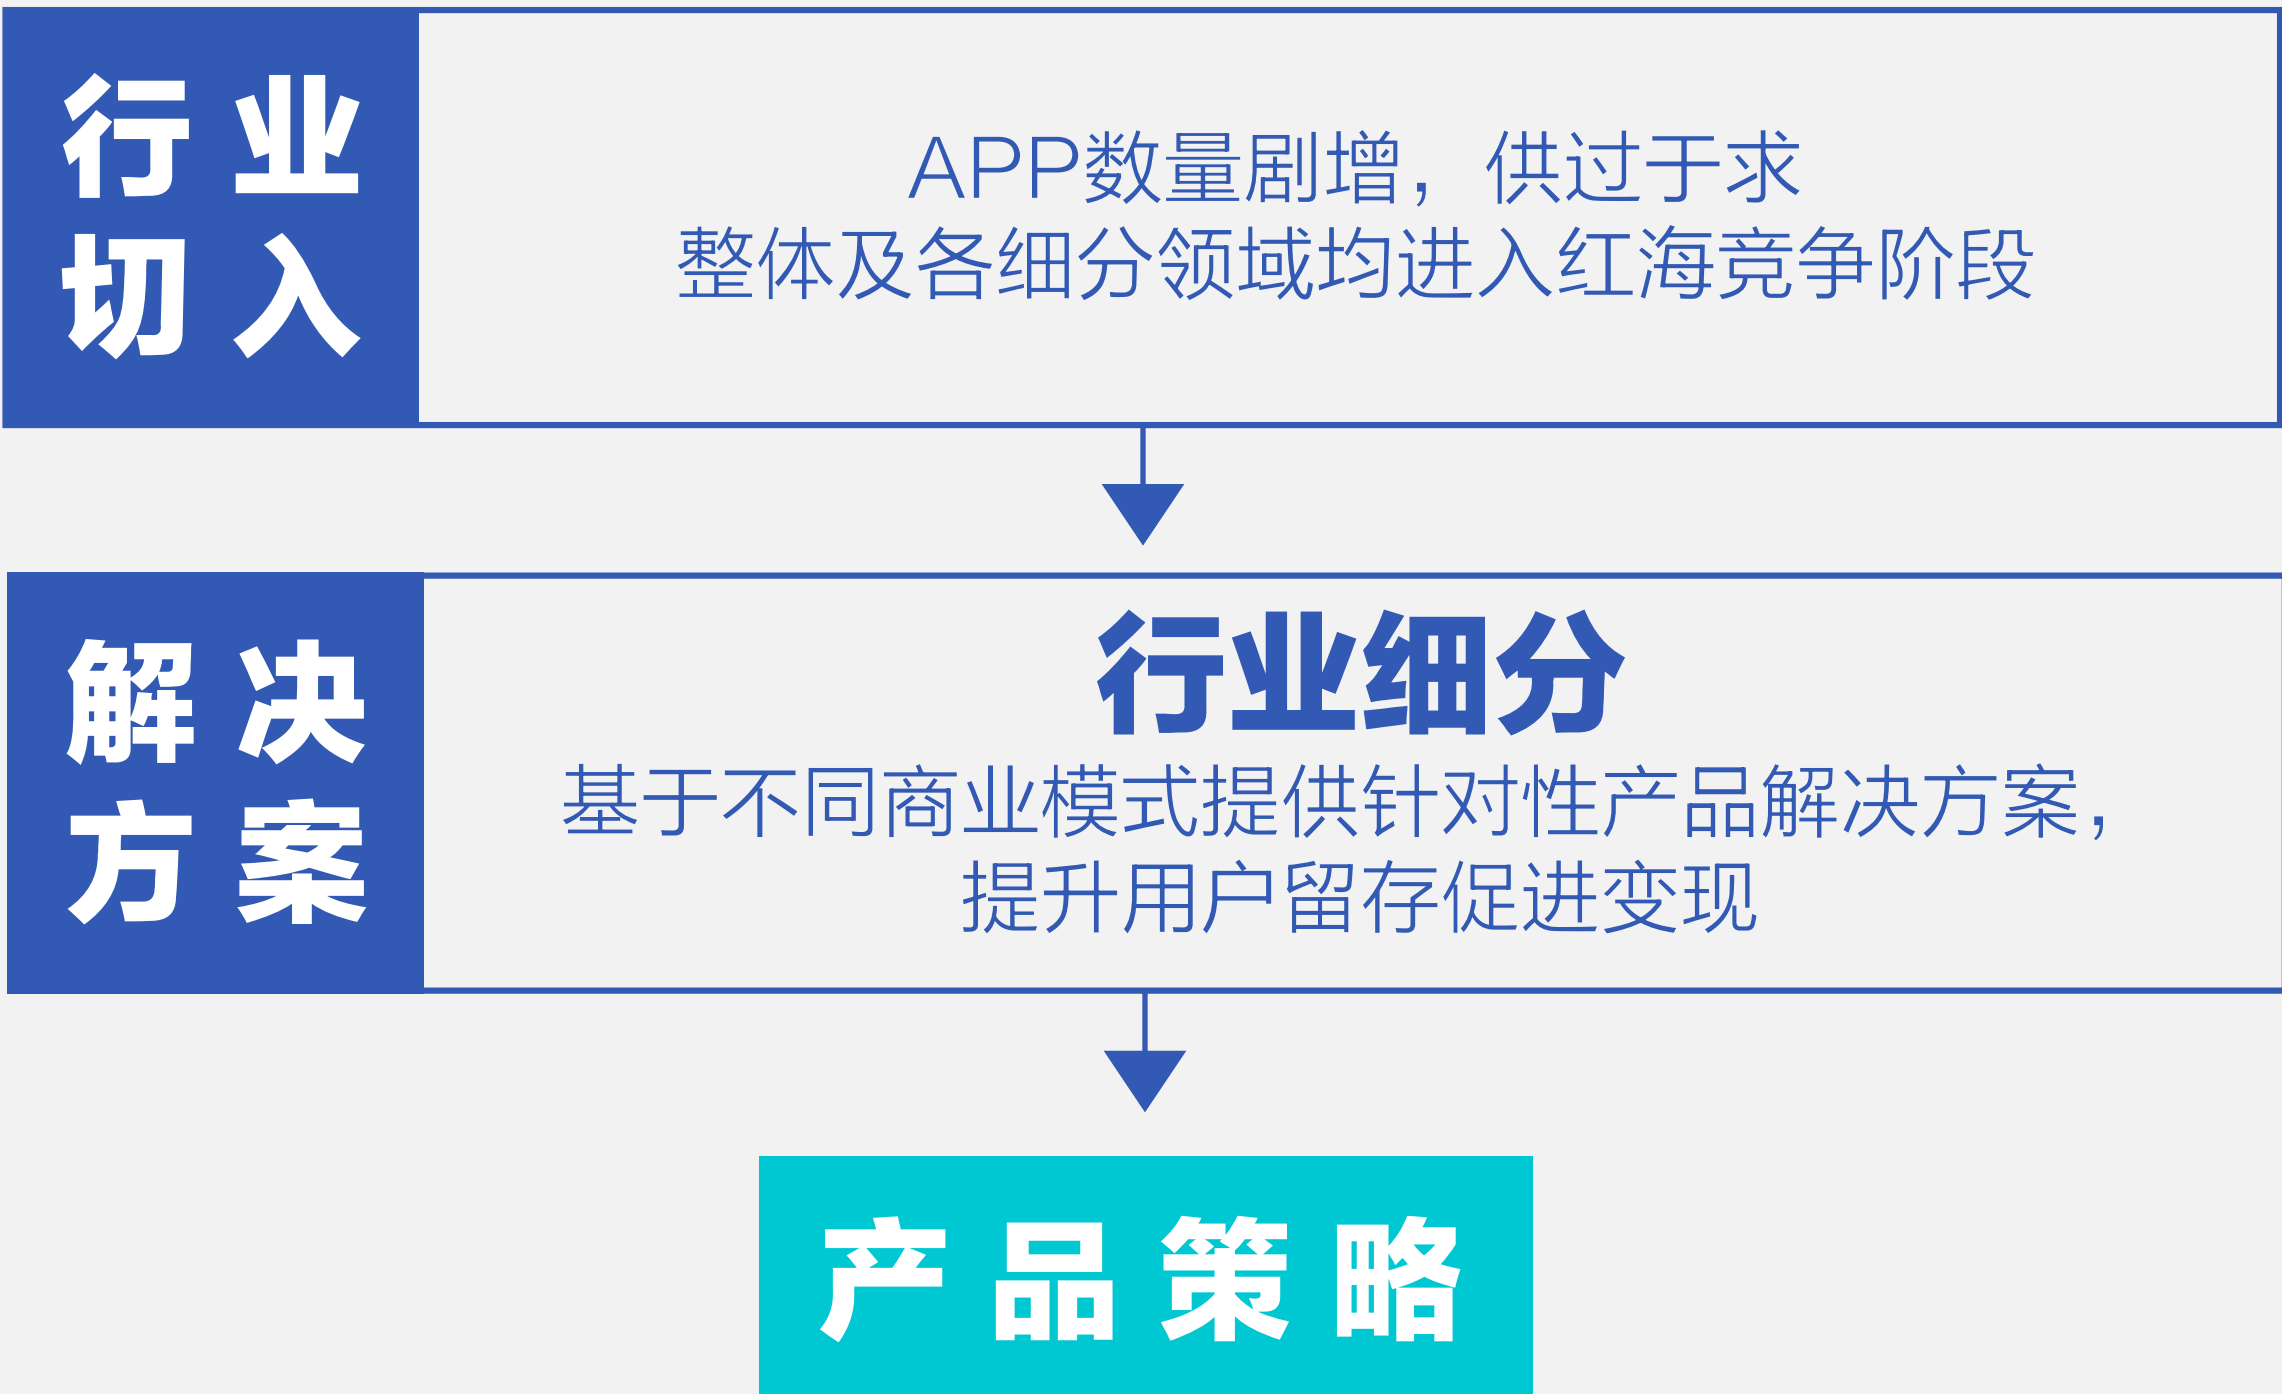 行业
切入
APP数量剧增，供过于求
整体及各细分领域均进入红海竞争阶段
解决
方案
行业细分
基于不同商业模式提供针对性产品解决方案，
提升用户留存促进变现
产品策略